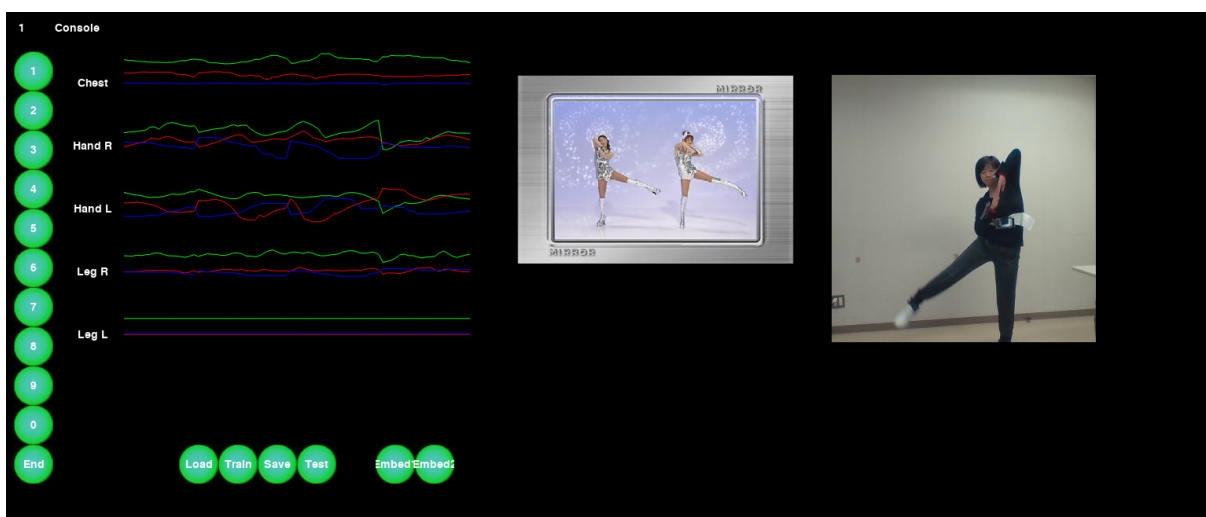 1 Console
1
2
3
4
5
6
7
8
9
0
End
Chest
Hand R
Hand L
Leg R
Leg L
Load Train Save Test Embed1 Embed2
MIRROR
MIRROR